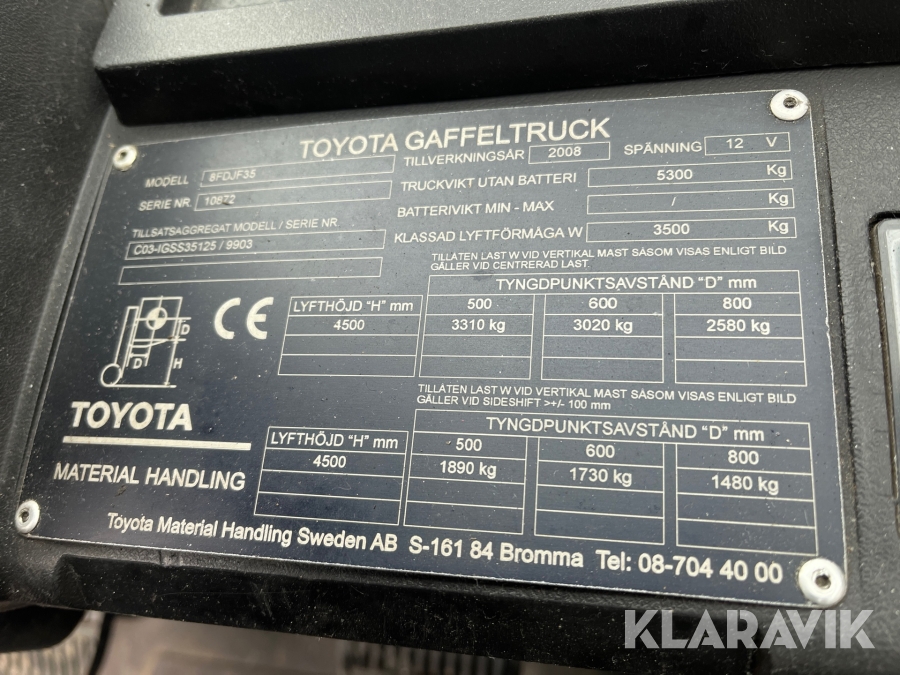 TOYOTA GAFFELTRUCK
MODELL 8FDJF35
TILLVERKNINGSÅR 2008 SPÄNNING 12 V
SERIE NR. 10872
TRUCKVIKT UTAN BATTERI 5300 Kg
BATTERIVIKT MIN - MAX / Kg
TILLSATSAGGREGAT MODELL / SERIE NR
C03-IGSS35125 / 9903
KLASSAD LYFTFÖRMÅGA W 3500 Kg
TILLÅTEN LAST W VID VERTIKAL MAST SÅSOM VISAS ENLIGT BILD
GÄLLER VID CENTRERAD LAST.
TYNGDPUNKTSAVSTÅND "D" mm
LYFTHÖJD "H" mm 500 600 800
4500 3310 kg 3020 kg 2580 kg
D
D H
CE
TILLÅTEN LAST W VID VERTIKAL MAST SÅSOM VISAS ENLIGT BILD
GÄLLER VID SIDESHIFT >+/- 100 mm
TYNGDPUNKTSAVSTÅND "D" mm
LYFTHÖJD "H" mm 500 600 800
4500 1890 kg 1730 kg 1480 kg
TOYOTA
MATERIAL HANDLING
Toyota Material Handling Sweden AB S-161 84 Bromma Tel: 08-704 40 00
KLARAVIK